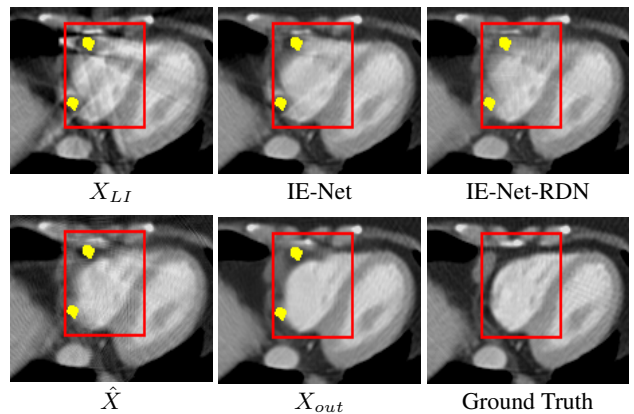 X_LI IE-Net IE-Net-RDN
X̂ X_out Ground Truth